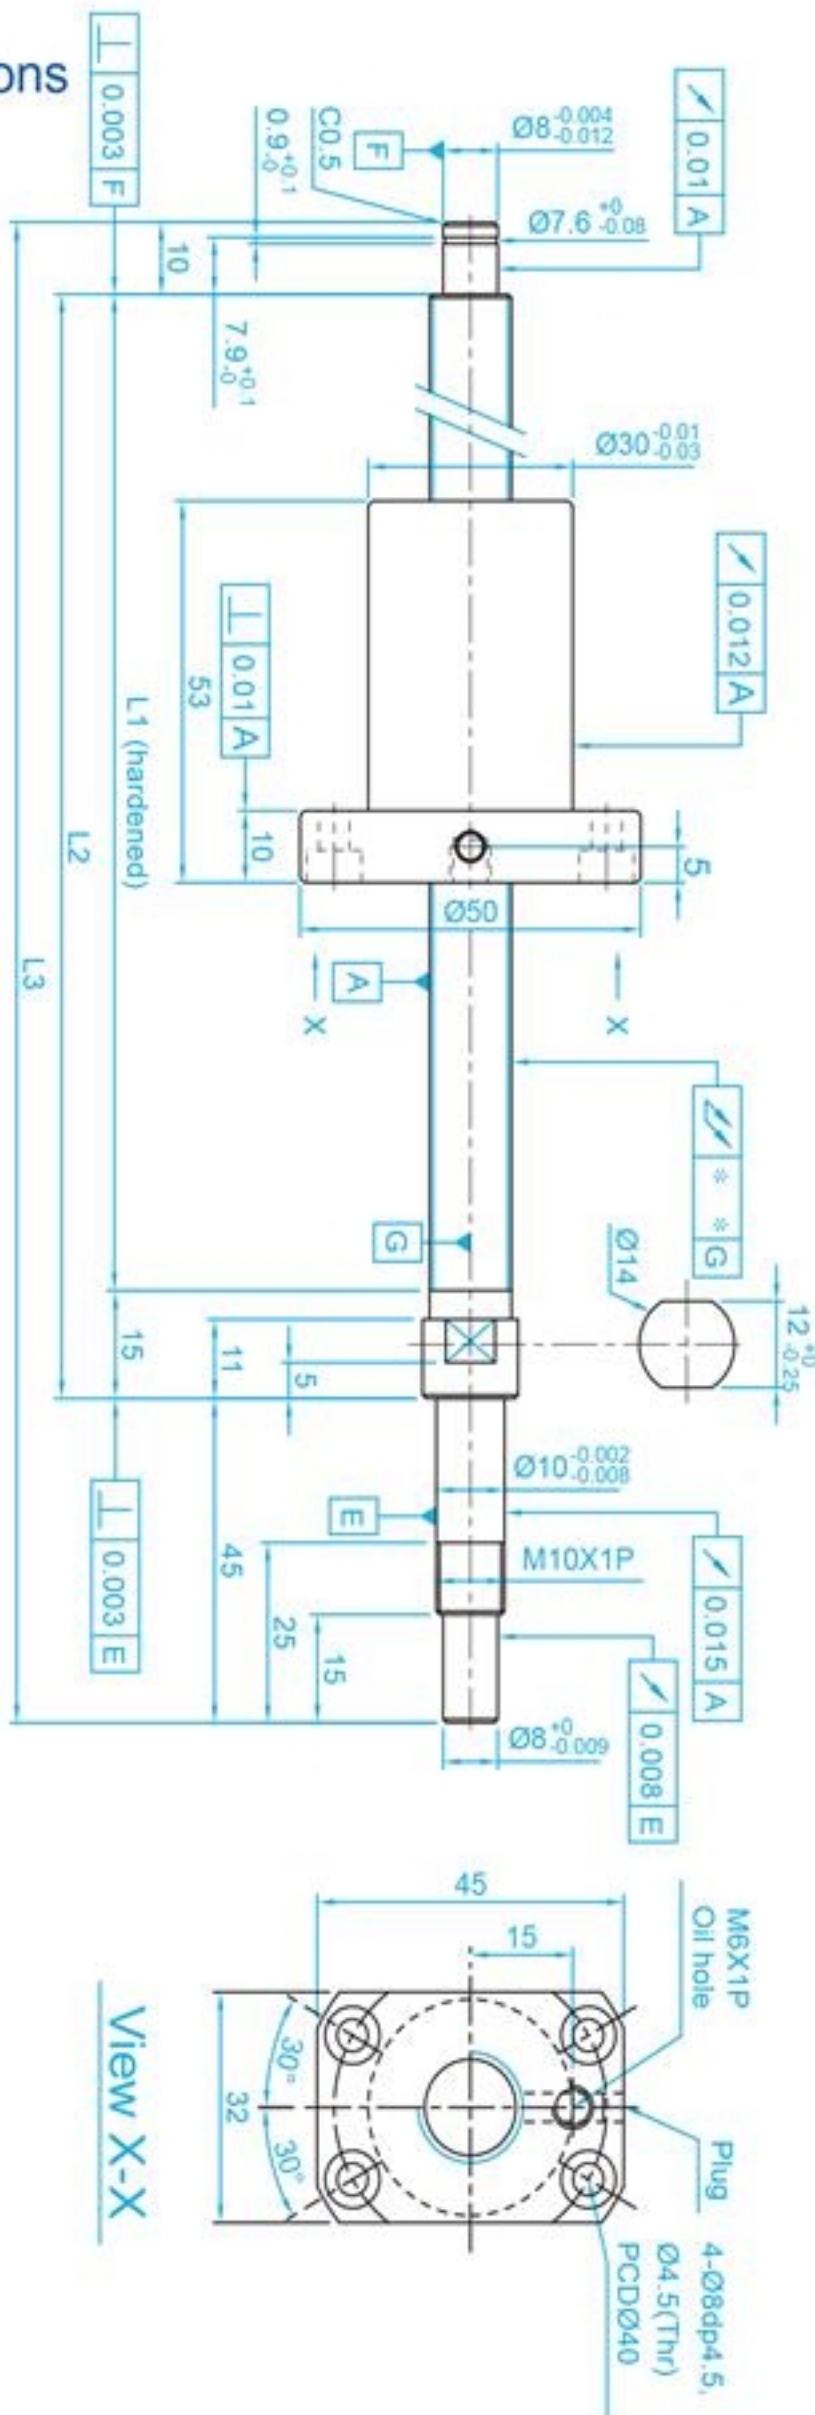 ons
⊥ 0.003 F
C0.5
0.9 +0.1 -0
F
Ø8 -0.004 -0.012
Ø7.6 +0 -0.08
↗ 0.01 A
10
7.9 +0.1 -0
Ø30 -0.01 -0.03
↗ 0.012 A
⊥ 0.01 A
53
10
5
L1 (hardened)
L2
L3
Ø50
A
X
X
⌰ * * G
G
Ø14
12 +0 -0.25
15
11
5
Ø10 -0.002 -0.008
E
M10X1P
↗ 0.015 A
⊥ 0.003 E
45
25
15
↗ 0.008 E
Ø8 +0 -0.009
45
15
M6X1P
Oil hole
Plug
4-Ø8dp4.5,
Ø4.5(Thr)
PCDØ40
30°
30°
32
View X-X